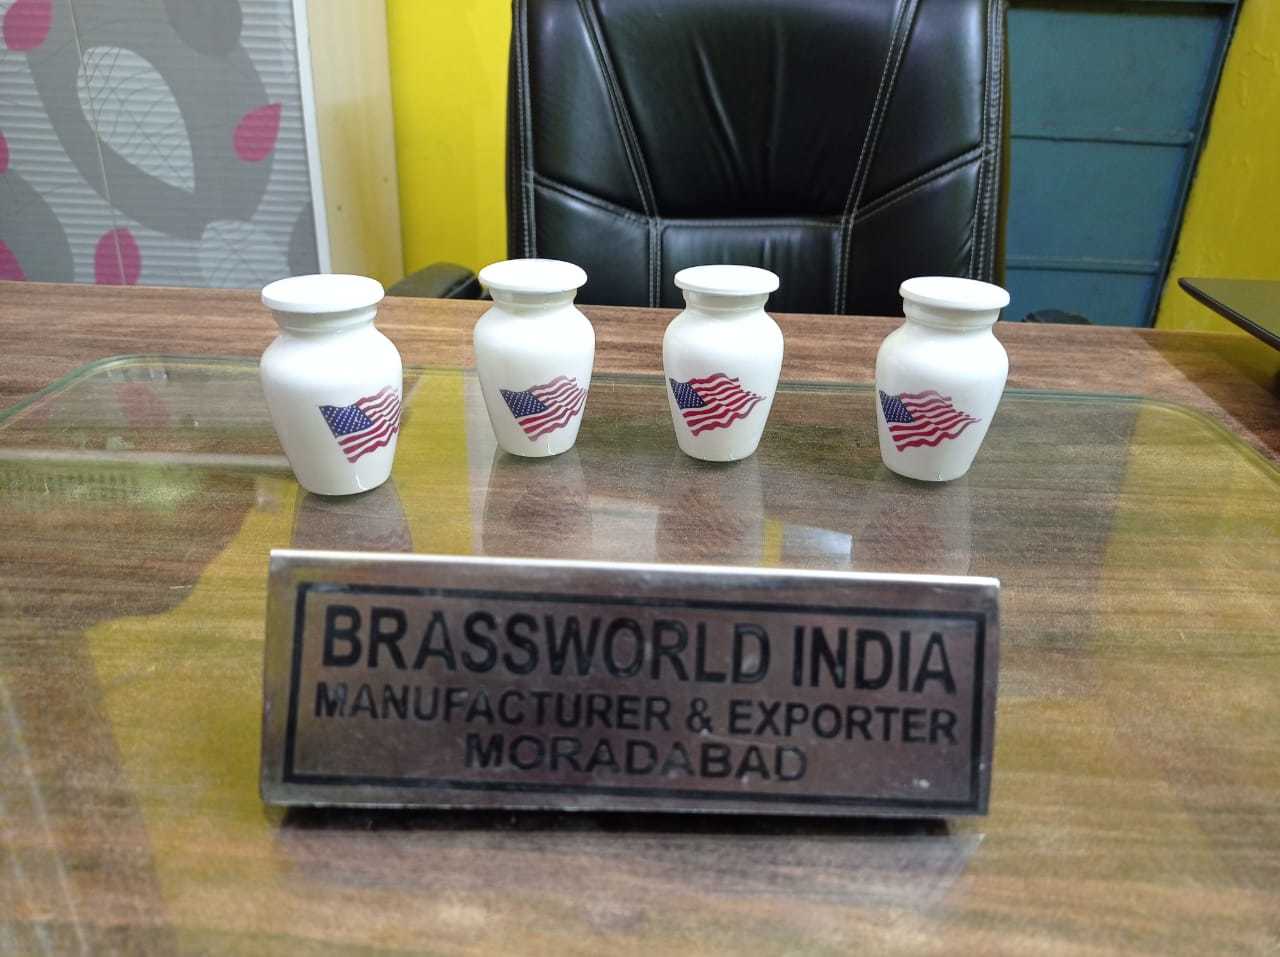 BRASSWORLD INDIA
MANUFACTURER & EXPORTER
MORADABAD